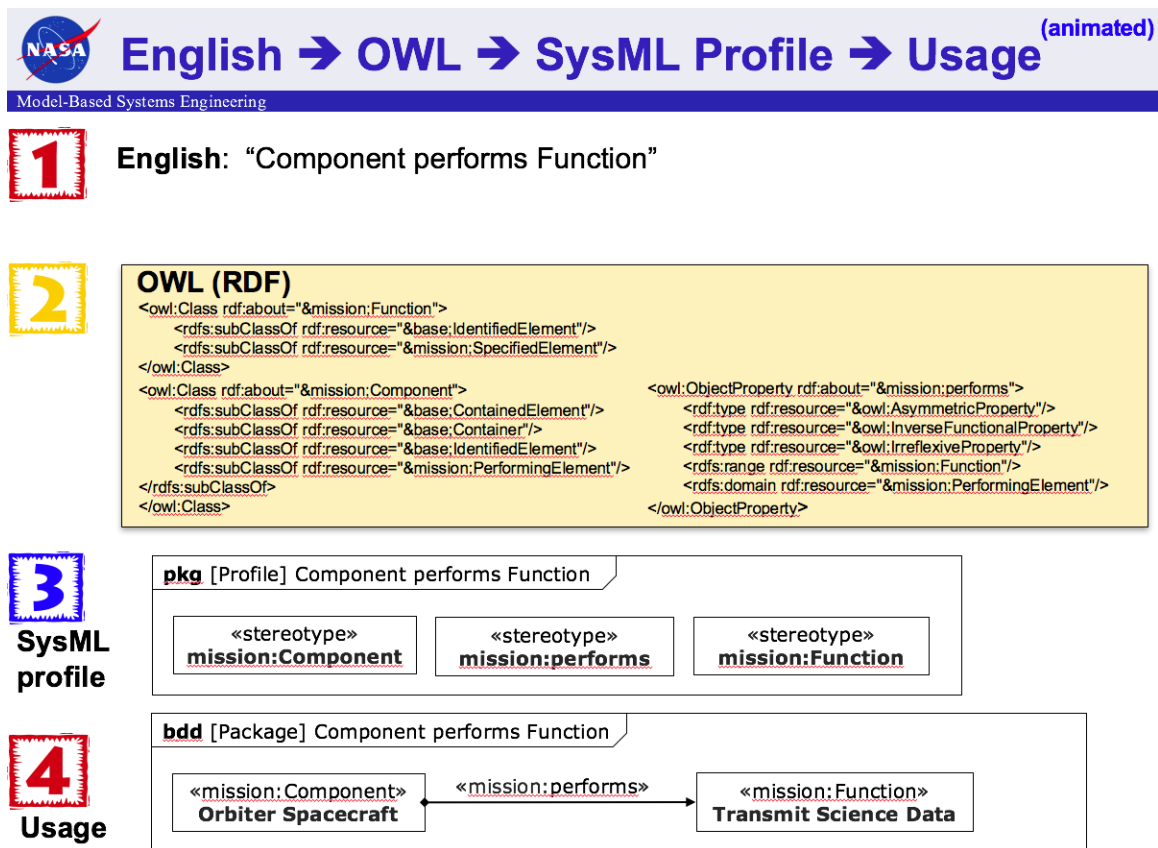 NASA
English ➔ OWL ➔ SysML Profile ➔ Usage
(animated)
Model-Based Systems Engineering
1
English: “Component performs Function”
2
OWL (RDF)
<owl:Class rdf:about="&mission;Function">
<rdfs:subClassOf rdf:resource="&base;IdentifiedElement"/>
<rdfs:subClassOf rdf:resource="&mission;SpecifiedElement"/>
</owl:Class>
<owl:Class rdf:about="&mission;Component">
<rdfs:subClassOf rdf:resource="&base;ContainedElement"/>
<rdfs:subClassOf rdf:resource="&base;Container"/>
<rdfs:subClassOf rdf:resource="&base;IdentifiedElement"/>
<rdfs:subClassOf rdf:resource="&mission;PerformingElement"/>
</rdfs:subClassOf>
</owl:Class>
<owl:ObjectProperty rdf:about="&mission;performs">
<rdf:type rdf:resource="&owl;AsymmetricProperty"/>
<rdf:type rdf:resource="&owl;InverseFunctionalProperty"/>
<rdf:type rdf:resource="&owl;IrreflexiveProperty"/>
<rdfs:range rdf:resource="&mission;Function"/>
<rdfs:domain rdf:resource="&mission;PerformingElement"/>
</owl:ObjectProperty>
3
SysML
profile
pkg [Profile] Component performs Function
«stereotype»
mission:Component
«stereotype»
mission:performs
«stereotype»
mission:Function
4
Usage
bdd [Package] Component performs Function
«mission:Component»
Orbiter Spacecraft
«mission:performs»
«mission:Function»
Transmit Science Data